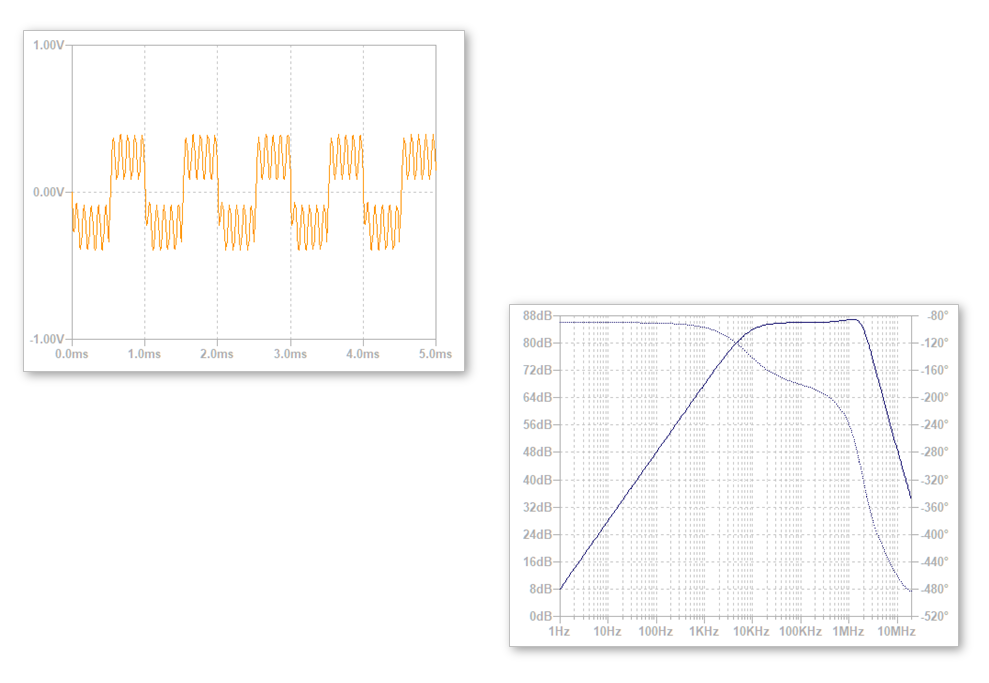 1.00V
0.00V
-1.00V
0.0ms 1.0ms 2.0ms 3.0ms 4.0ms 5.0ms
88dB -80°
80dB -120°
72dB -160°
64dB -200°
56dB -240°
48dB -280°
40dB -320°
32dB -360°
24dB -400°
16dB -440°
8dB -480°
0dB -520°
1Hz 10Hz 100Hz 1KHz 10KHz 100KHz 1MHz 10MHz